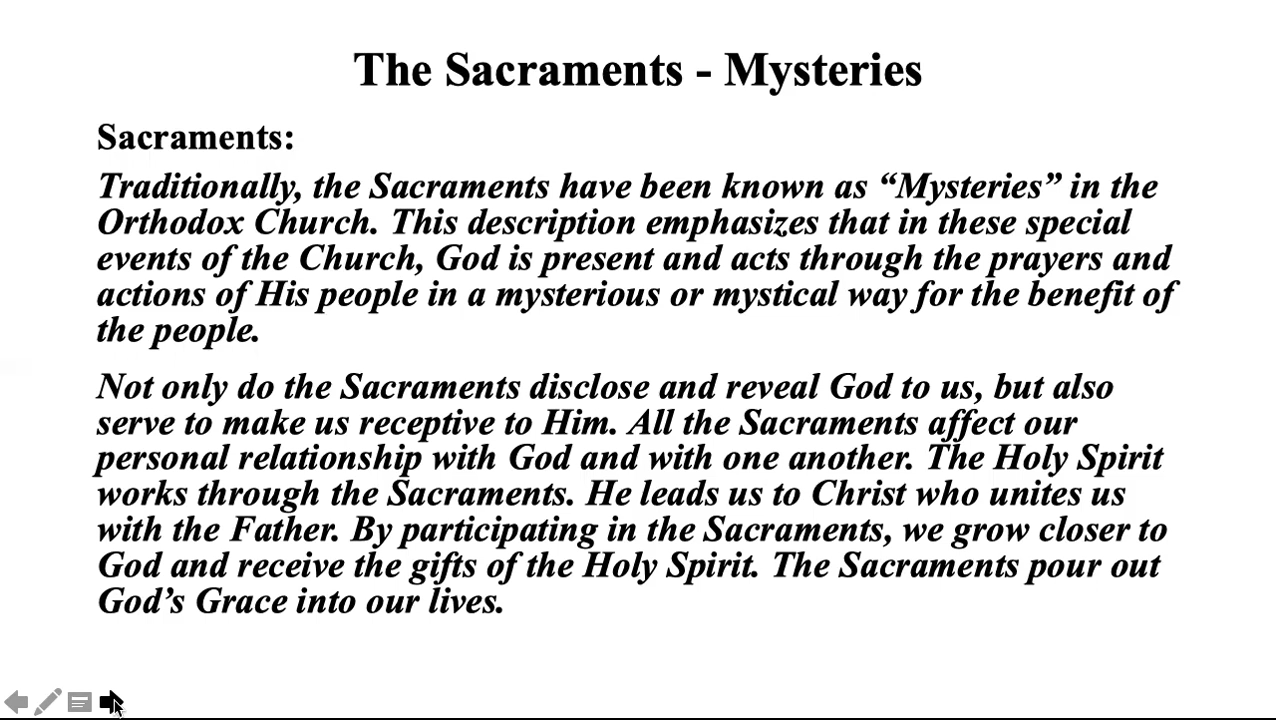 The Sacraments - Mysteries
Sacraments:
Traditionally, the Sacraments have been known as “Mysteries” in the
Orthodox Church. This description emphasizes that in these special
events of the Church, God is present and acts through the prayers and
actions of His people in a mysterious or mystical way for the benefit of
the people.
Not only do the Sacraments disclose and reveal God to us, but also
serve to make us receptive to Him. All the Sacraments affect our
personal relationship with God and with one another. The Holy Spirit
works through the Sacraments. He leads us to Christ who unites us
with the Father. By participating in the Sacraments, we grow closer to
God and receive the gifts of the Holy Spirit. The Sacraments pour out
God’s Grace into our lives.